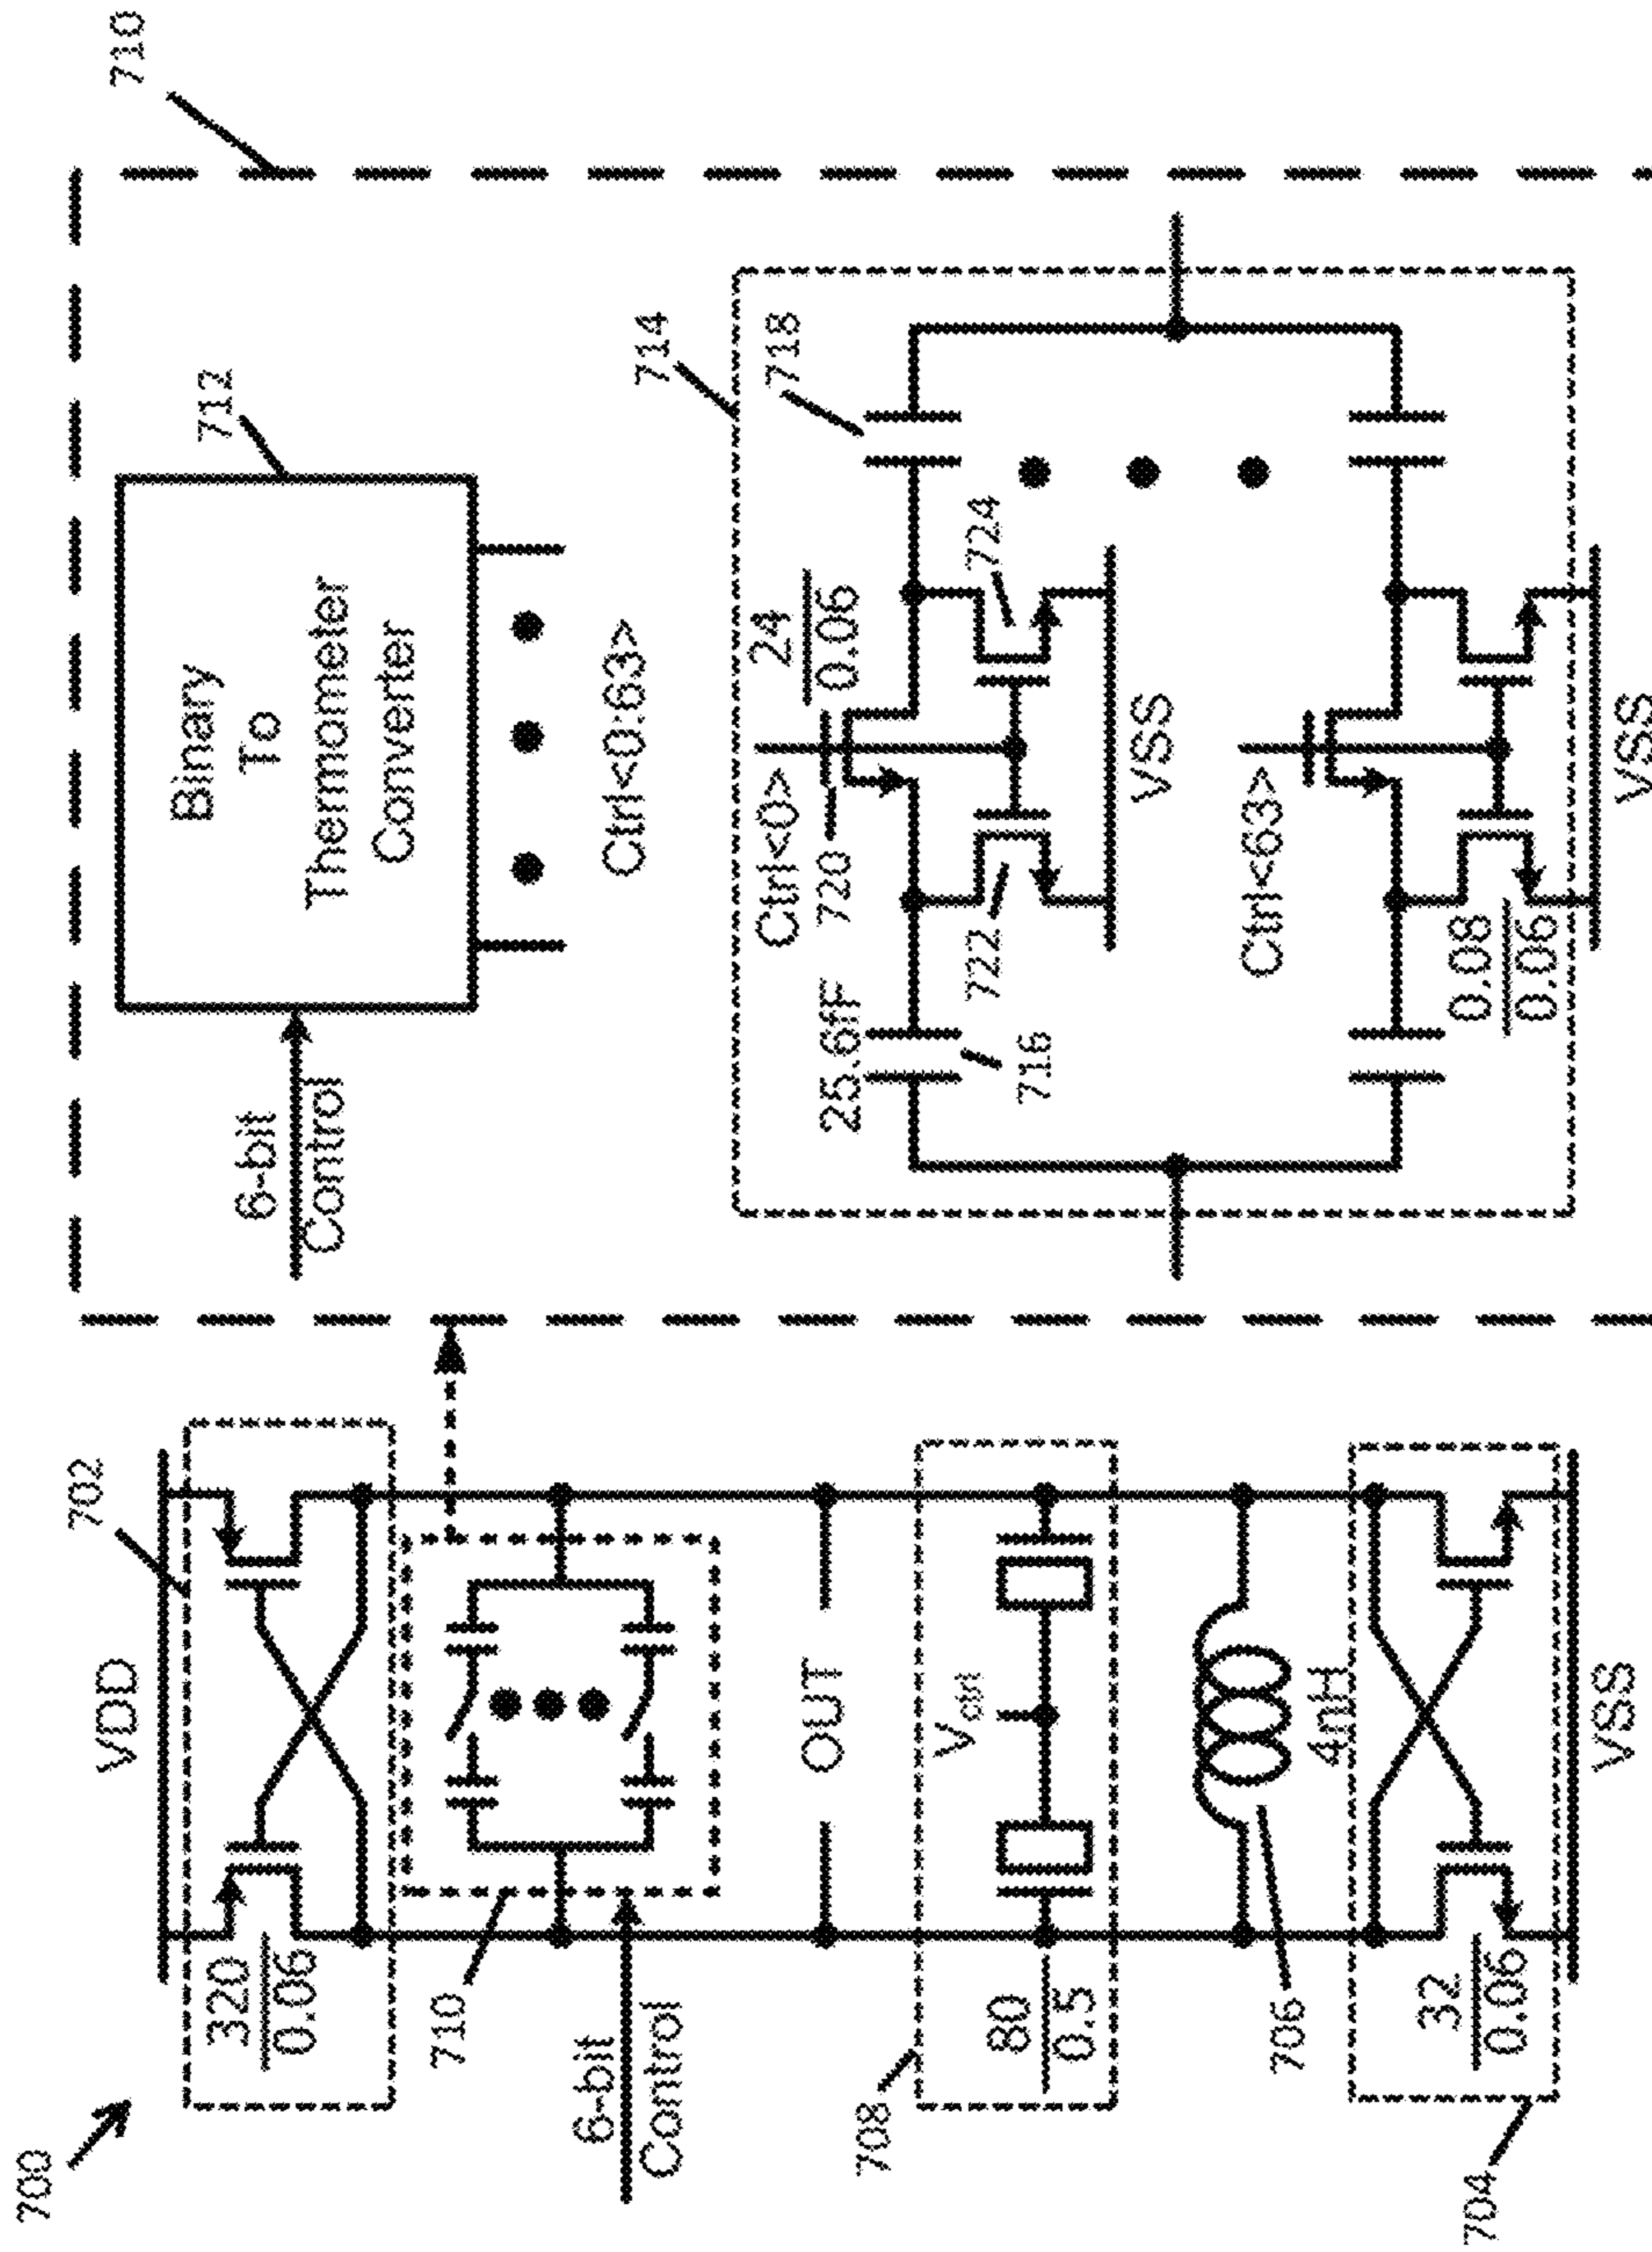 700
VDD
702
320
0.06
710
6-bit
Control
OUT
708
Vctrl
80
0.5
706
4nH
32
0.06
704
VSS
710
6-bit
Control
Binary
To
Thermometer
Converter
712
Ctrl<0:63>
714
Ctrl<0>
24
0.06
25.6fF
720
718
716
722
724
VSS
Ctrl<63>
0.08
0.06
VSS